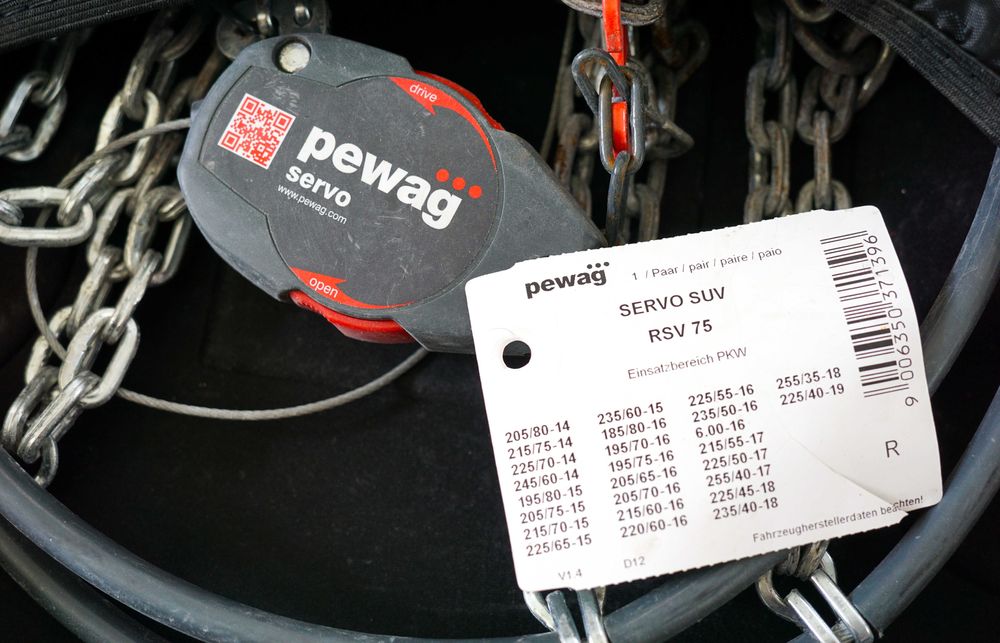 drive
pewag
servo
www.pewag.com
open
pewag 1 / Paar / pair / paire / paio
SERVO SUV
RSV 75
Einsatzbereich PKW
205/80-14
215/75-14
225/70-14
245/60-14
195/80-15
205/75-15
215/70-15
225/65-15
235/60-15
185/80-16
195/70-16
195/75-16
205/65-16
205/70-16
215/60-16
220/60-16
225/55-16
235/50-16
6.00-16
215/55-17
225/50-17
255/40-17
225/45-18
235/40-18
255/35-18
225/40-19
9 006350 371396
R
Fahrzeugherstellerdaten beachten!
V1.4 D12